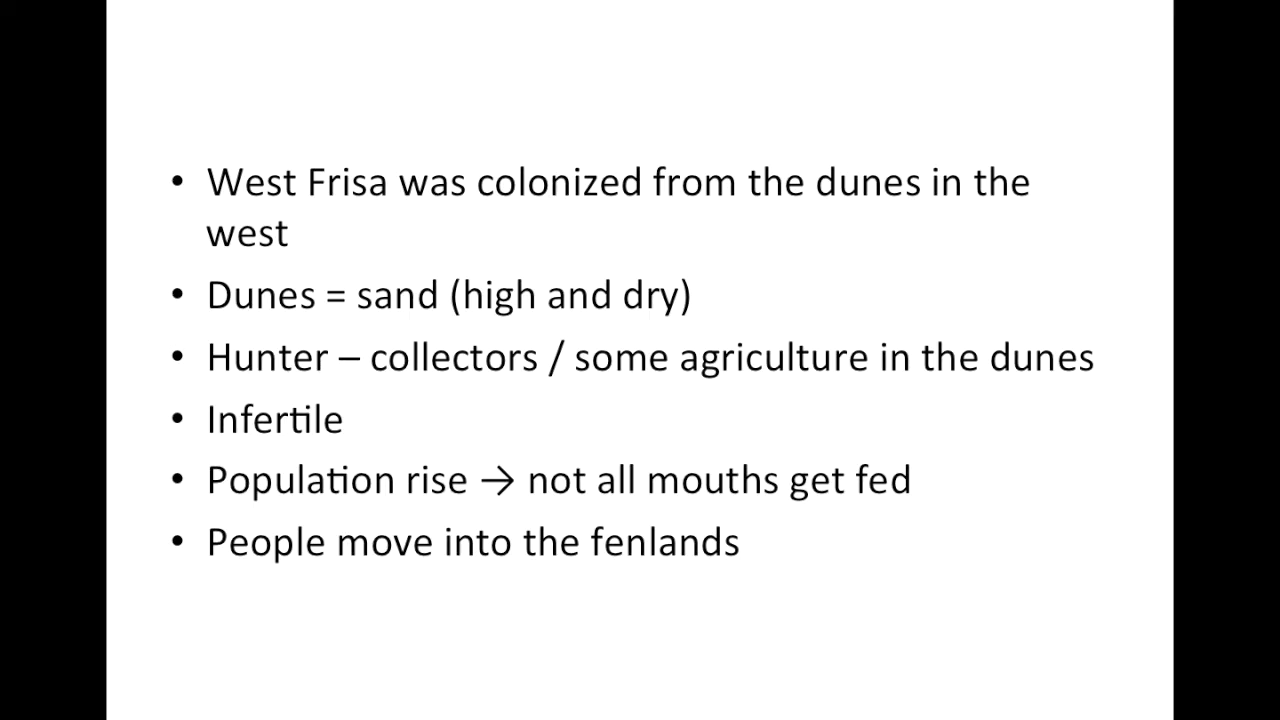 • West Frisa was colonized from the dunes in the
west
• Dunes = sand (high and dry)
• Hunter – collectors / some agriculture in the dunes
• Infertile
• Population rise → not all mouths get fed
• People move into the fenlands